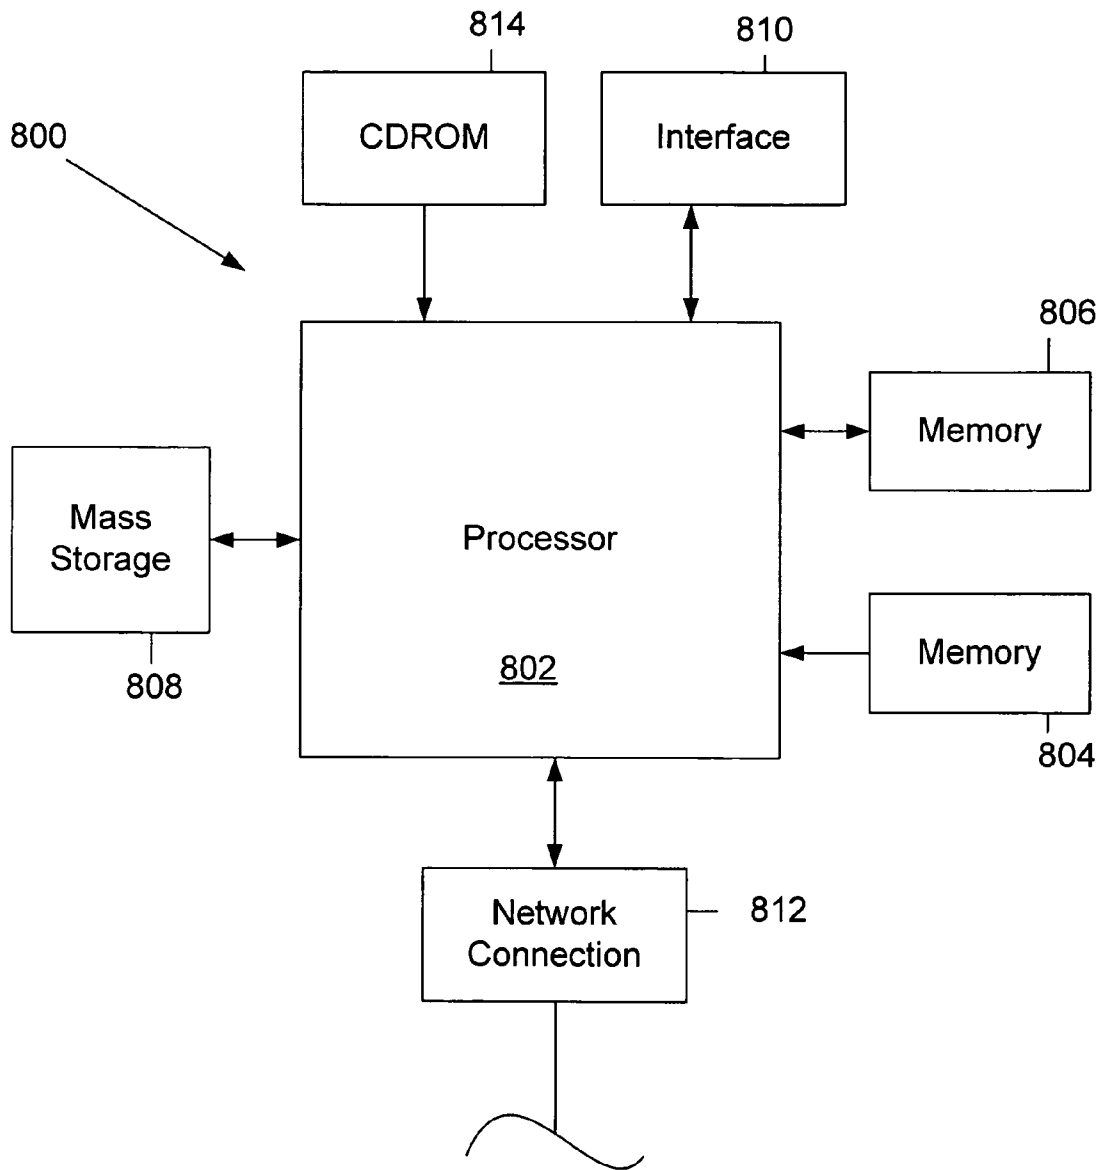 814
810
800
CDROM
Interface
806
Memory
Mass
Storage
Processor
808
802
Memory
804
Network
Connection
812